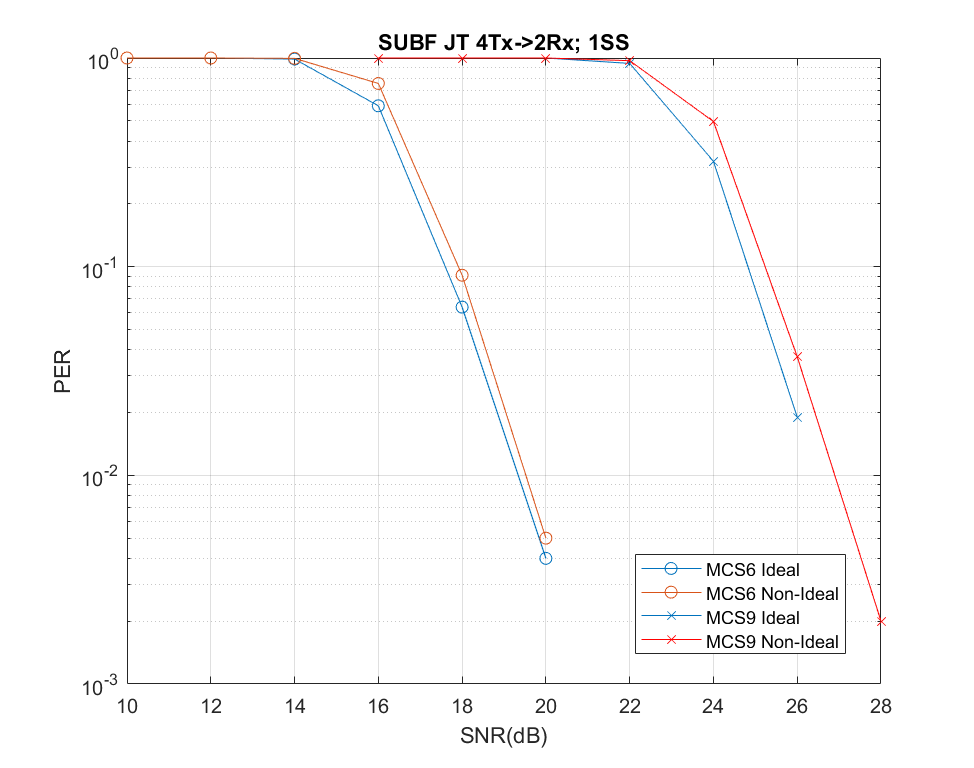 SUBF JT 4Tx->2Rx; 1SS
10^0
10^-1
10^-2
10^-3
PER
10 12 14 16 18 20 22 24 26 28
SNR(dB)
MCS6 Ideal
MCS6 Non-Ideal
MCS9 Ideal
MCS9 Non-Ideal